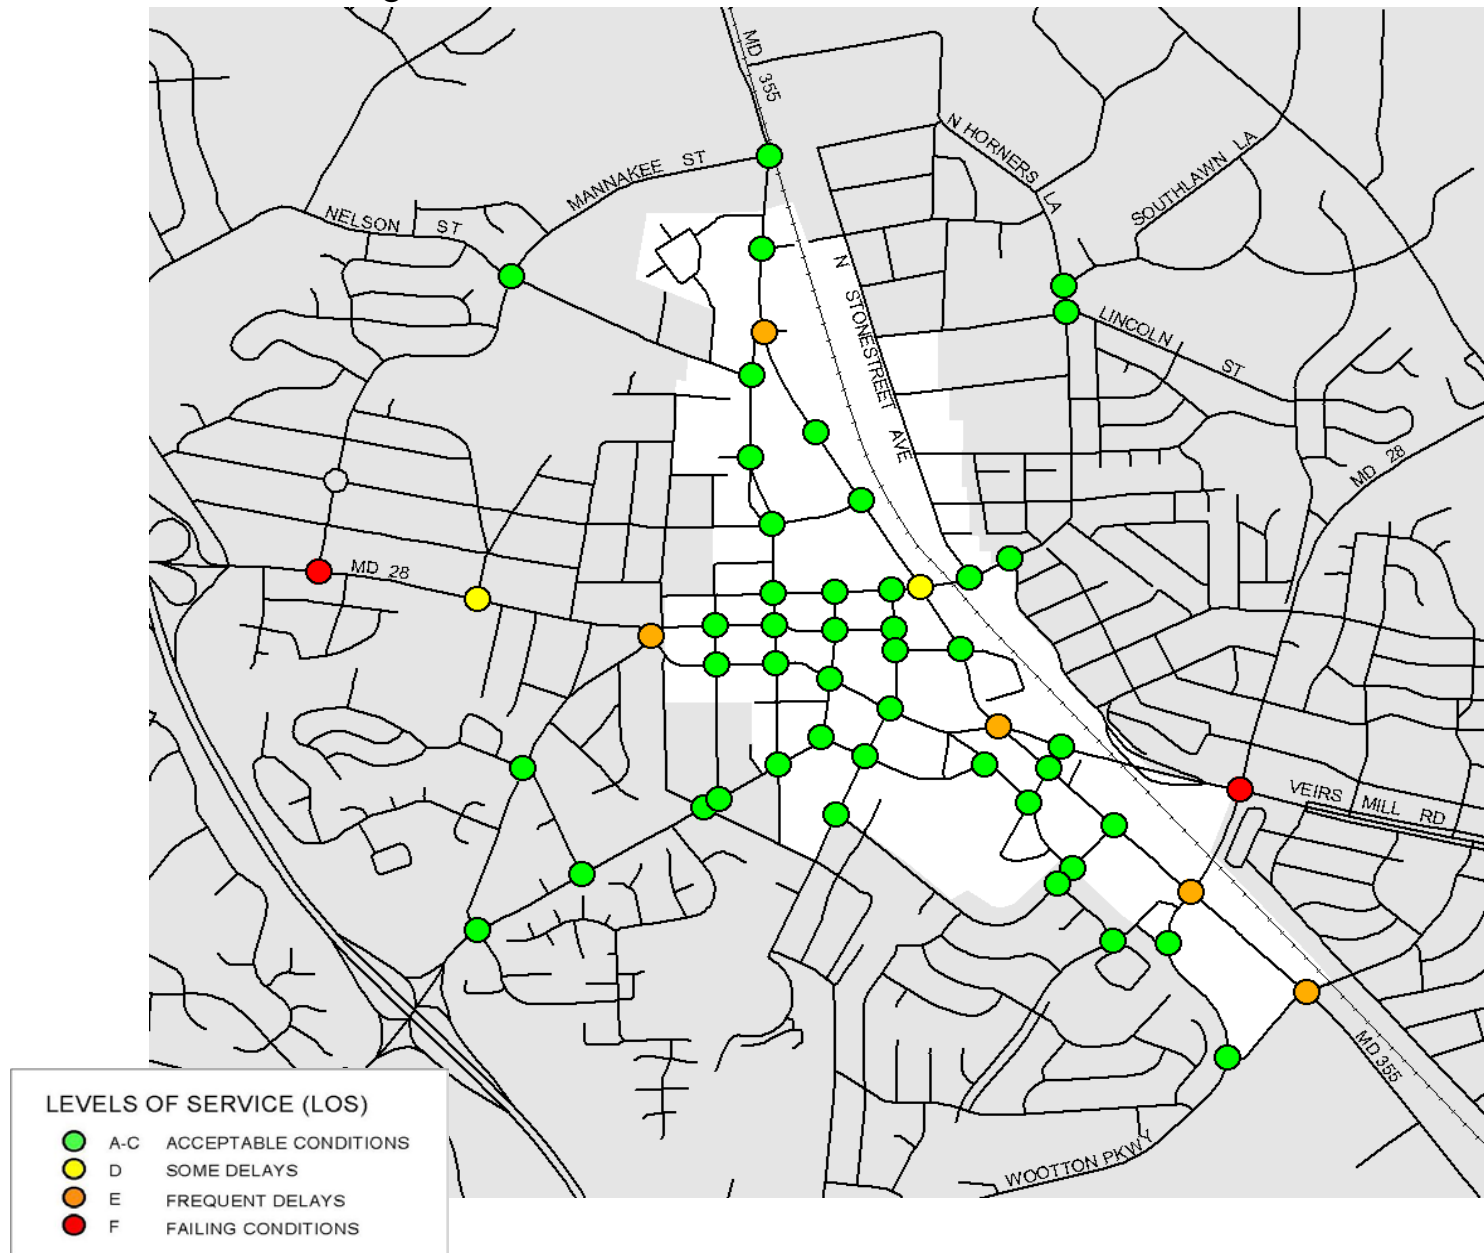 MD 355
MANNAKEE ST
N HORNERS LA
SOUTHLAWN LA
NELSON ST
N STONESTREET AVE
LINCOLN ST
MD 28
MD 28
VEIRS MILL RD
MD 355
WOOTTON PKWY
LEVELS OF SERVICE (LOS)
A-C ACCEPTABLE CONDITIONS
D SOME DELAYS
E FREQUENT DELAYS
F FAILING CONDITIONS